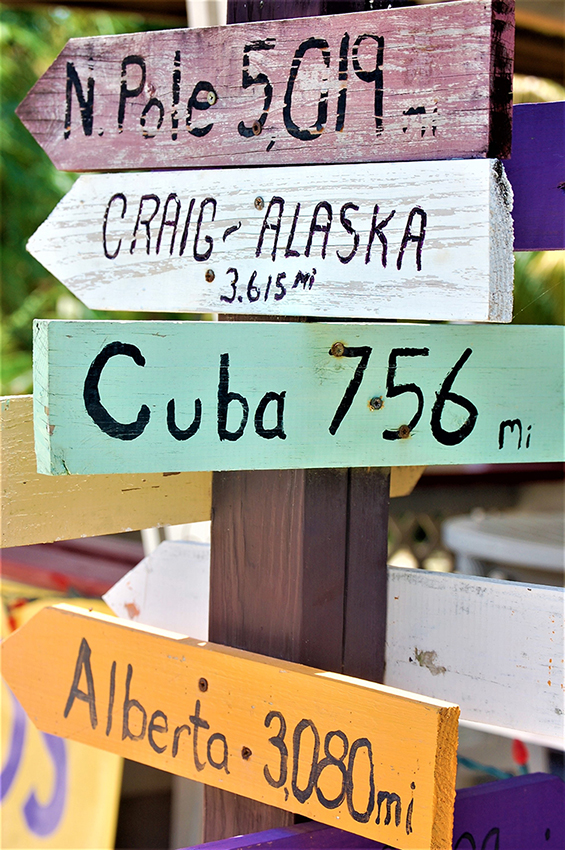 N. Pole 5,019 mi
CRAIG - ALASKA
3.615 mi
Cuba 756 mi
Alberta 3,080 mi